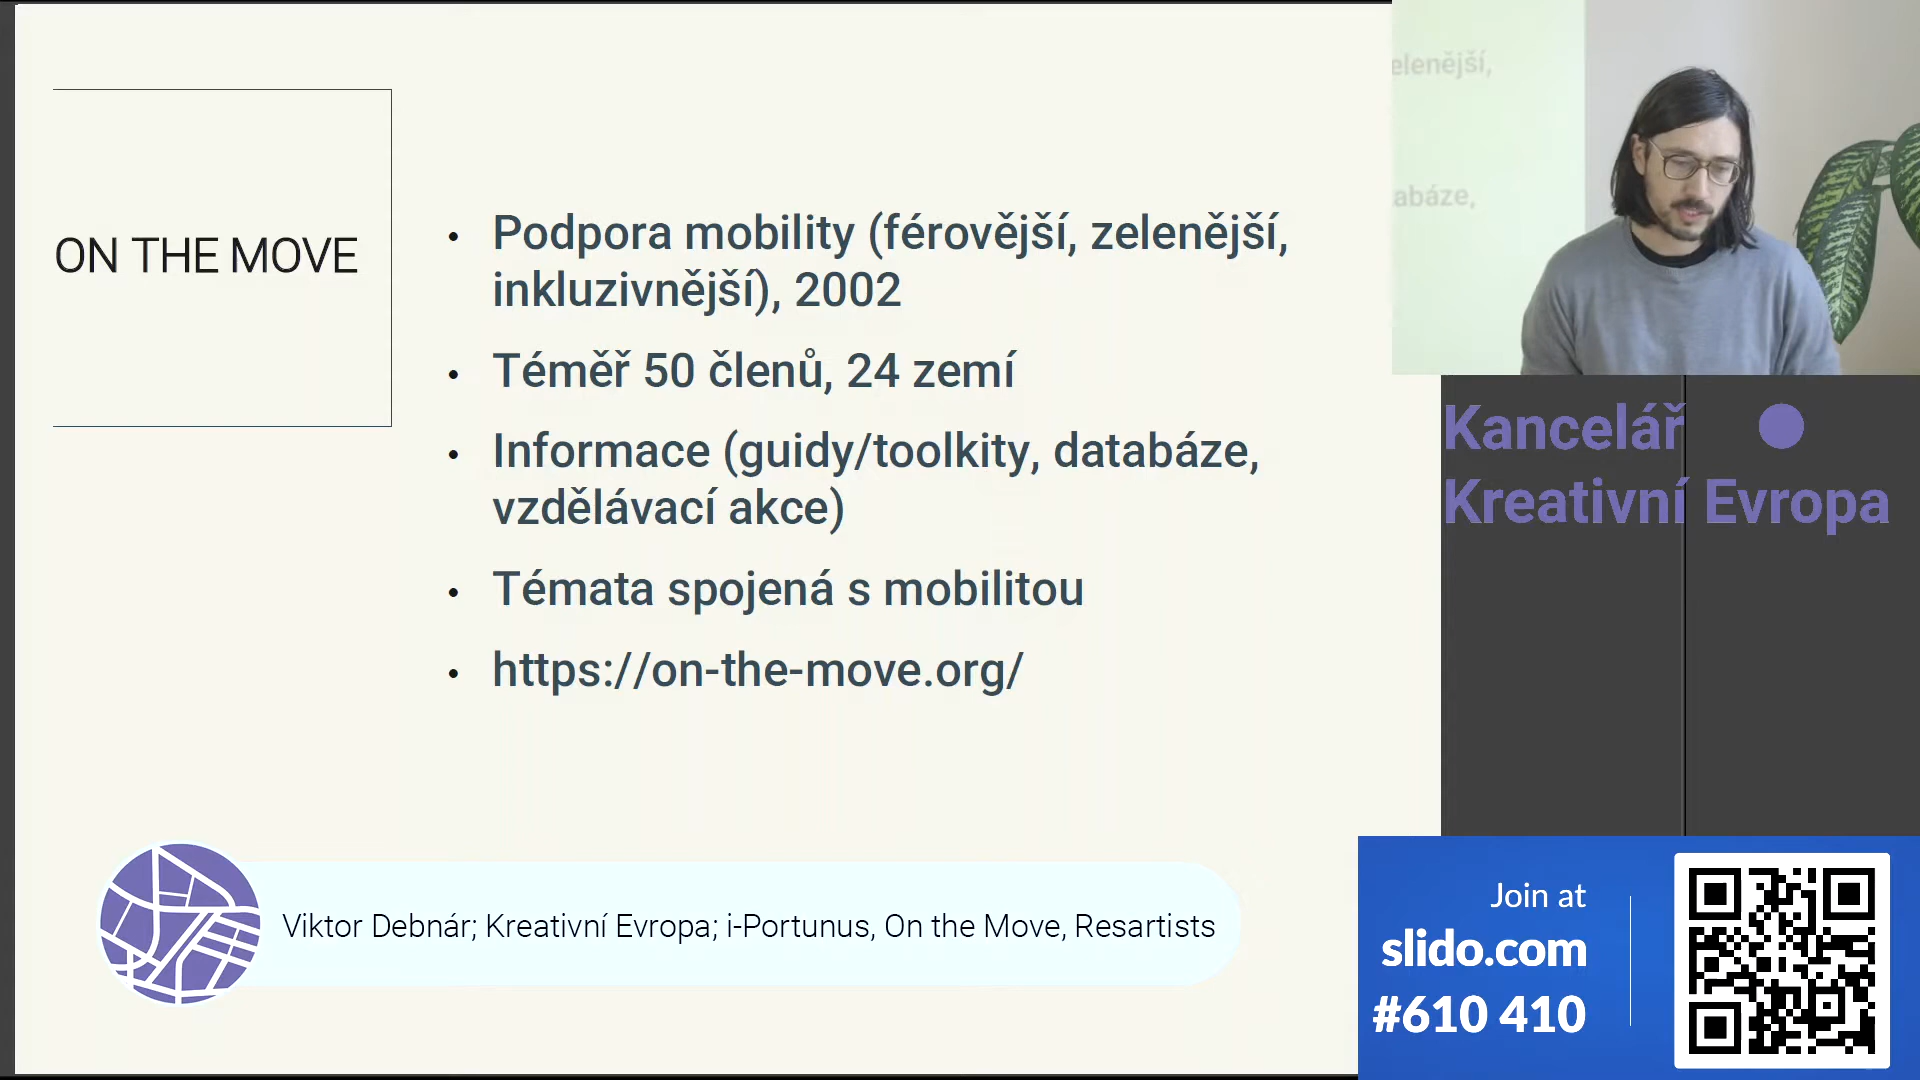 ON THE MOVE
Podpora mobility (férovější, zelenější,
inkluzivnější), 2002
Téměř 50 členů, 24 zemí
Informace (guidy/toolkity, databáze,
vzdělávací akce)
Témata spojená s mobilitou
https://on-the-move.org/
Viktor Debnár; Kreativní Evropa; i-Portunus, On the Move, Resartists
elenější,
abáze,
Kancelář
Kreativní Evropa
Join at
slido.com
#610 410